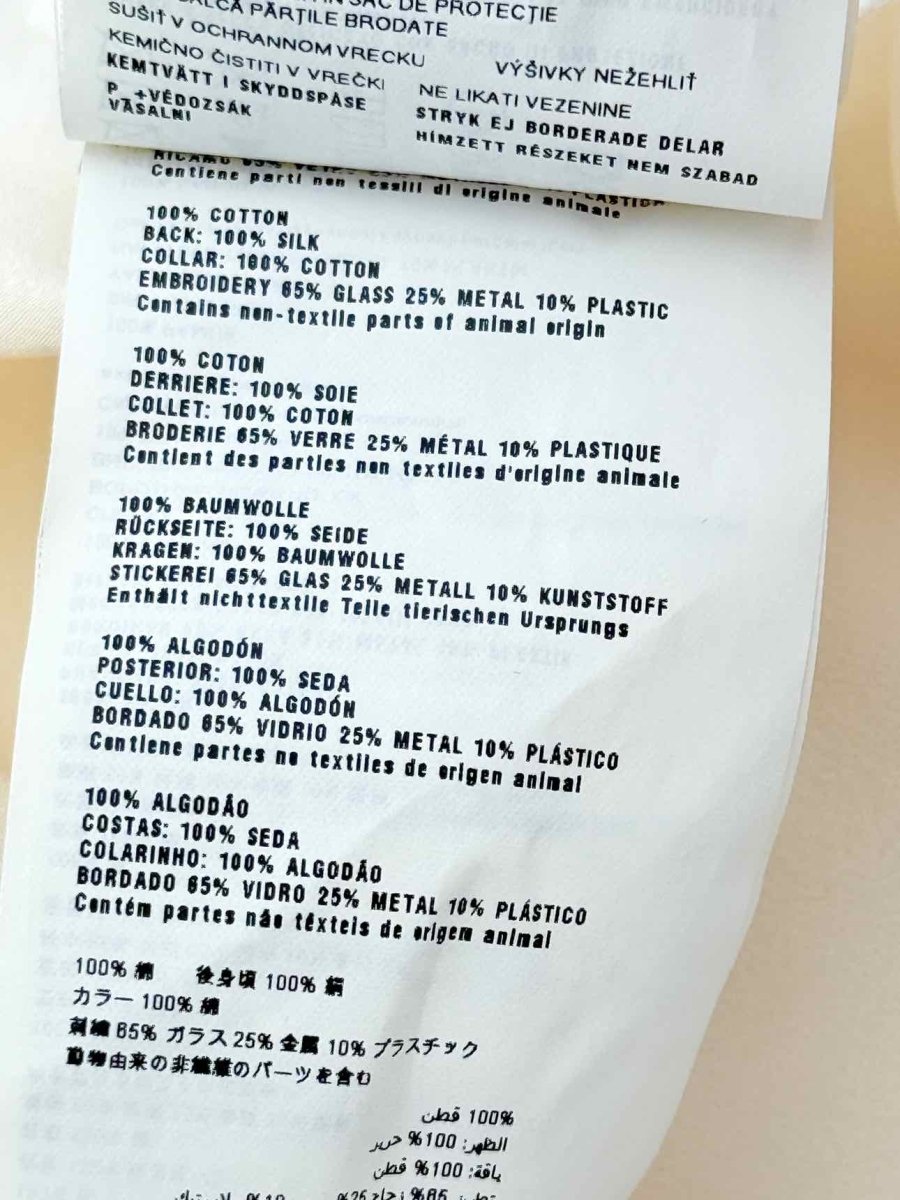 SAC DE PROTECȚIE
CALCA PĂRȚILE BRODATE
SUŠIŤ V OCHRANNOM VRECKU
VÝŠIVKY NEŽEHLIŤ
KEMIČNO ČISTITI V VREČKI
NE LIKATI VEZENINE
KEMTVÄTT I SKYDDSPÅSE
STRYK EJ BORDERADE DELAR
P +VÉDOZSÁK
HÍMZETT RÉSZEKET NEM SZABAD
VASALNI
Contiene parti non tessili di origine animale
100% COTTON
BACK: 100% SILK
COLLAR: 100% COTTON
EMBROIDERY 65% GLASS 25% METAL 10% PLASTIC
Contains non-textile parts of animal origin
100% COTON
DERRIERE: 100% SOIE
COLLET: 100% COTON
BRODERIE 65% VERRE 25% MÉTAL 10% PLASTIQUE
Contient des parties non textiles d'origine animale
100% BAUMWOLLE
RÜCKSEITE: 100% SEIDE
KRAGEN: 100% BAUMWOLLE
STICKEREI 65% GLAS 25% METALL 10% KUNSTSTOFF
Enthält nichttextile Teile tierischen Ursprungs
100% ALGODÓN
POSTERIOR: 100% SEDA
CUELLO: 100% ALGODÓN
BORDADO 65% VIDRIO 25% METAL 10% PLÁSTICO
Contiene partes no textiles de origen animal
100% ALGODÃO
COSTAS: 100% SEDA
COLARINHO: 100% ALGODÃO
BORDADO 65% VIDRO 25% METAL 10% PLÁSTICO
Contém partes não têxteis de origem animal
100% 綿 後身頃 100% 絹
カラー 100% 綿
刺繍 65% ガラス 25% 金属 10% プラスチック
動物由来の非繊維のパーツを含む
100% قطن
الظهر: 100% حرير
ياقة: 100% قطن